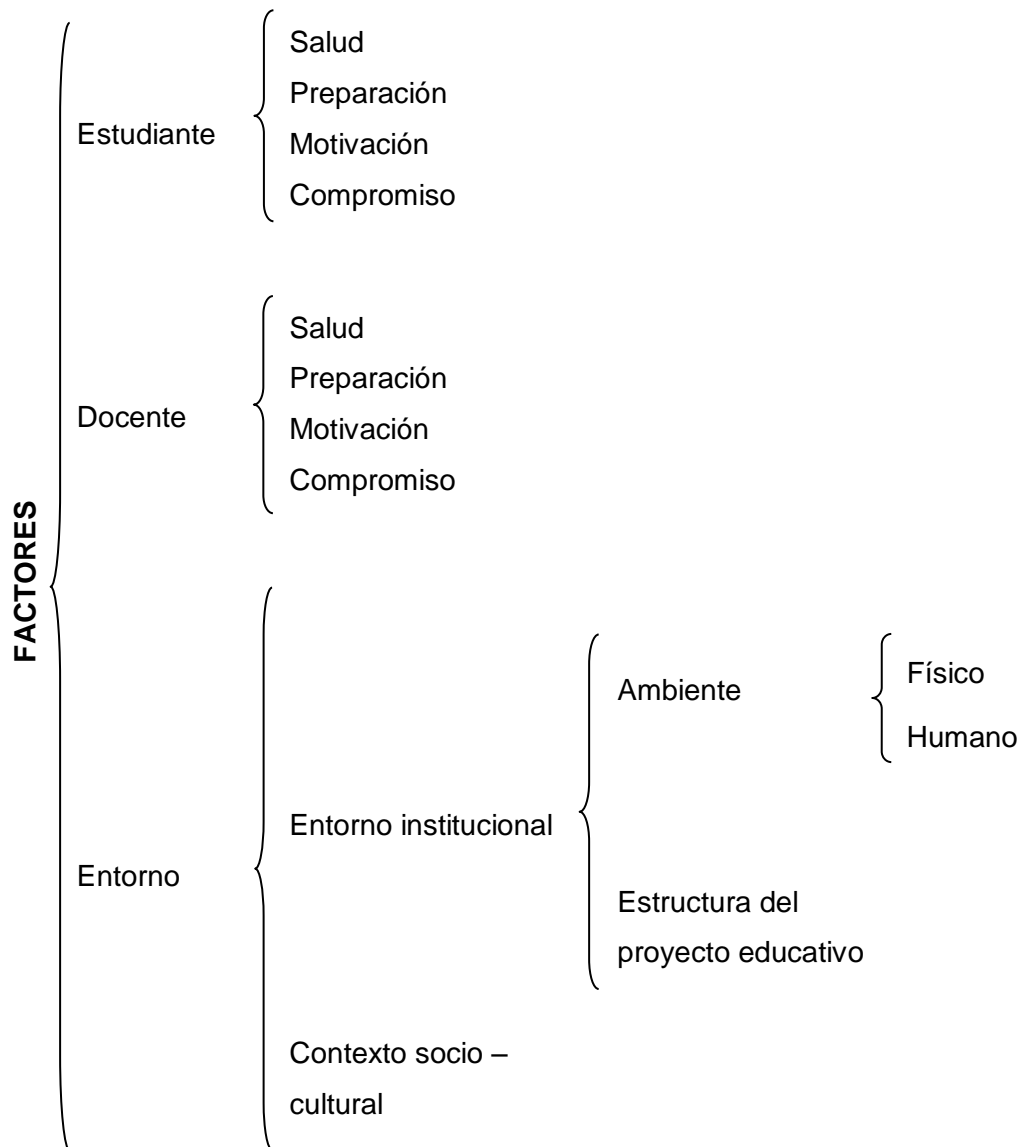 FACTORES
Estudiante
Salud
Preparación
Motivación
Compromiso
Docente
Salud
Preparación
Motivación
Compromiso
Entorno
Entorno institucional
Ambiente
Físico
Humano
Estructura del
proyecto educativo
Contexto socio –
cultural